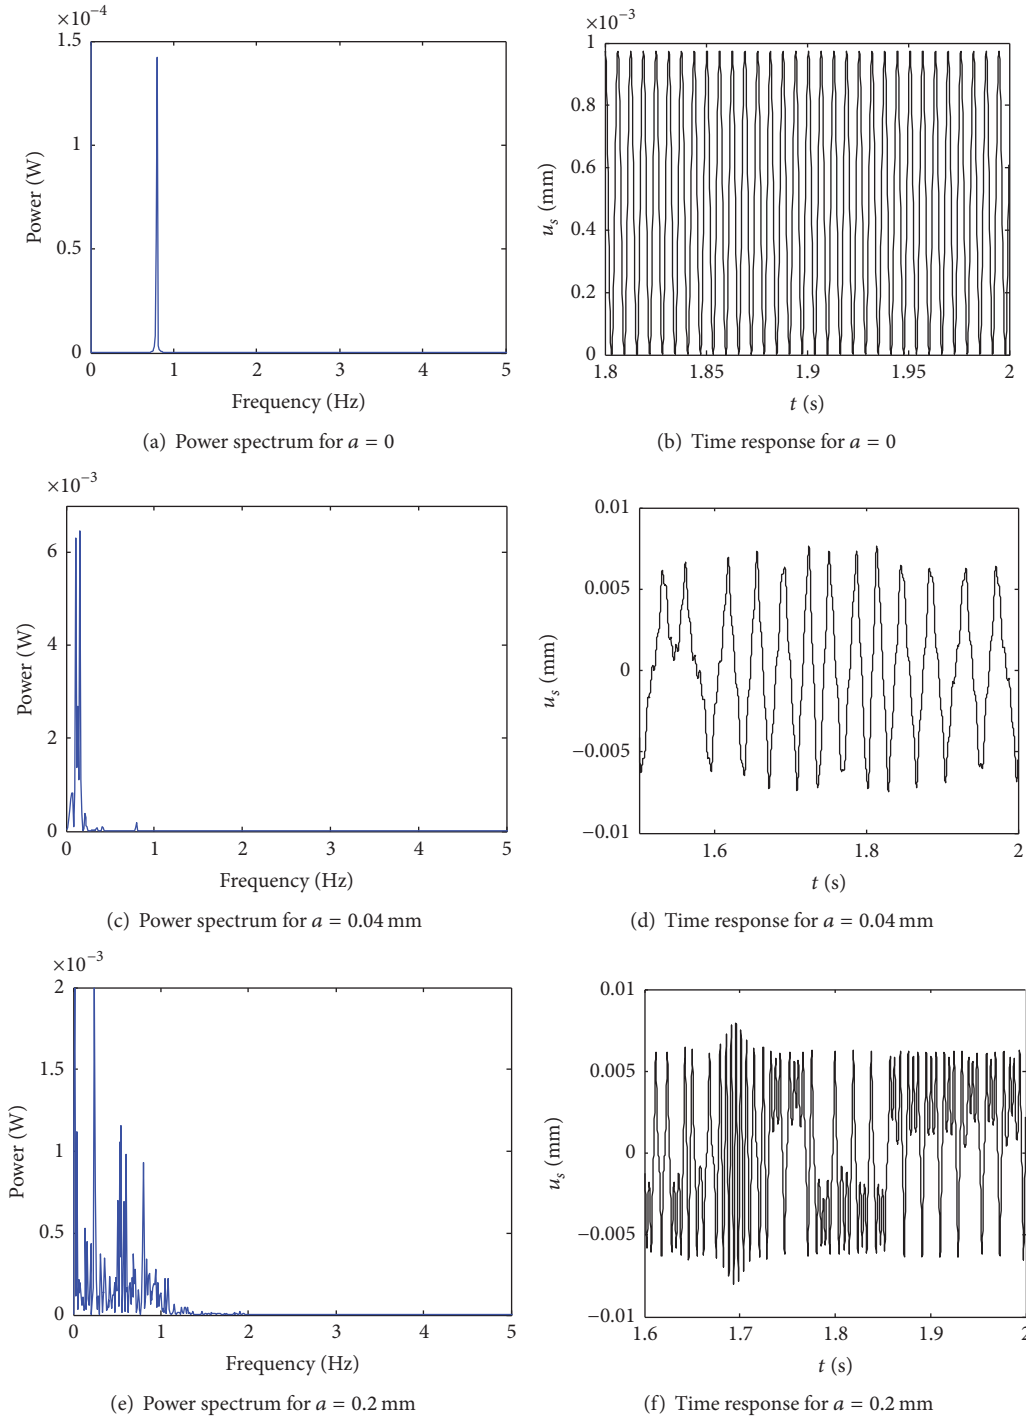 ×10⁻⁴
1.5
1
0.5
0
Power (W)
0 1 2 3 4 5
Frequency (Hz)
(a) Power spectrum for a = 0
×10⁻³
1
0.8
0.6
0.4
0.2
0
uₛ (mm)
1.8 1.85 1.9 1.95 2
t (s)
(b) Time response for a = 0
×10⁻³
6
4
2
0
Power (W)
0 1 2 3 4 5
Frequency (Hz)
(c) Power spectrum for a = 0.04 mm
0.01
0.005
0
−0.005
−0.01
uₛ (mm)
1.6 1.8 2
t (s)
(d) Time response for a = 0.04 mm
×10⁻³
2
1.5
1
0.5
0
Power (W)
0 1 2 3 4 5
Frequency (Hz)
(e) Power spectrum for a = 0.2 mm
0.01
0.005
0
−0.005
−0.01
uₛ (mm)
1.6 1.7 1.8 1.9 2
t (s)
(f) Time response for a = 0.2 mm